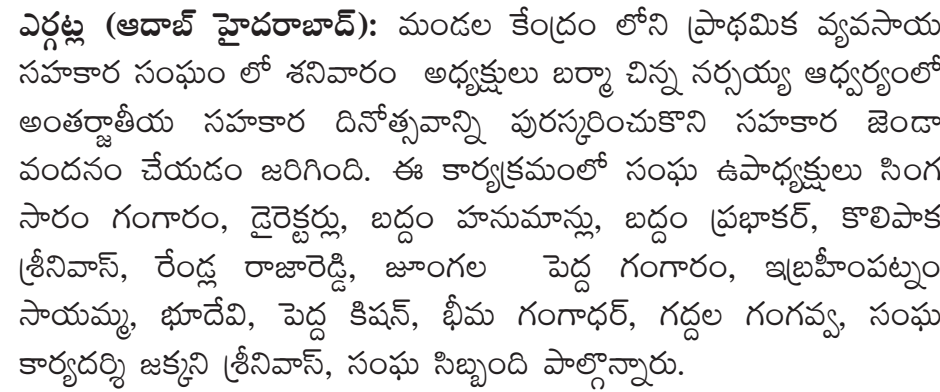 ఎర్గట్ల (ఆదాబ్ హైదరాబాద్): మండల కేంద్రం లోని ప్రాథమిక వ్యవసాయ
సహకార సంఘం లో శనివారం అధ్యక్షులు బర్మా చిన్న నర్సయ్య ఆధ్వర్యంలో
అంతర్జాతీయ సహకార దినోత్సవాన్ని పురస్కరించుకొని సహకార జెండా
వందనం చేయడం జరిగింది. ఈ కార్యక్రమంలో సంఘ ఉపాధ్యక్షులు సింగ
సారం గంగారం, డైరెక్టర్లు, బద్దం హనుమాన్లు, బద్దం ప్రభాకర్, కొలిపాక
శ్రీనివాస్, రేండ్ల రాజారెడ్డి, జూంగల పెద్ద గంగారం, ఇబ్రహీంపట్నం
సాయమ్మ, భూదేవి, పెద్ద కిషన్, భీమ గంగాధర్, గద్దల గంగవ్వ, సంఘ
కార్యదర్శి జక్కని శ్రీనివాస్, సంఘ సిబ్బంది పాల్గొన్నారు.